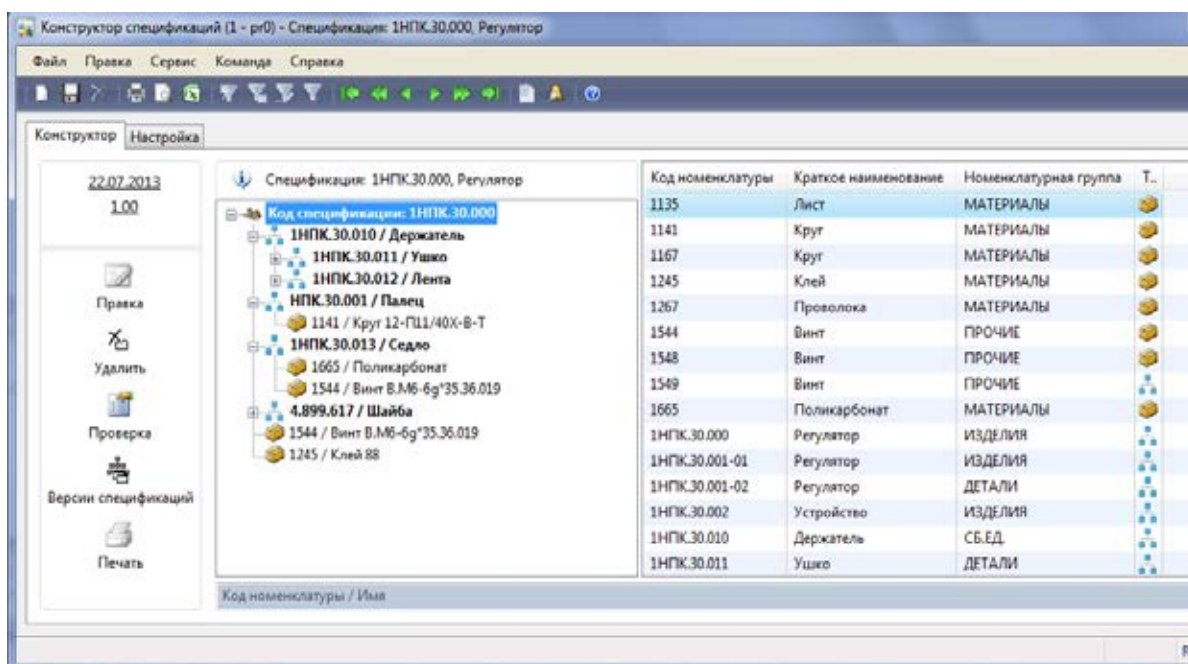 Конструктор спецификаций (1 - pr0) - Спецификация: 1НПК.30.000, Регулятор
Файл Правка Сервис Команда Справка
Конструктор Настройка
22.07.2013
1.00
Правка
Удалить
Проверка
Версии спецификаций
Печать
Спецификация: 1НПК.30.000, Регулятор
Код спецификации: 1НПК.30.000
1НПК.30.010 / Держатель
1НПК.30.011 / Ушко
1НПК.30.012 / Лента
НПК.30.001 / Палец
1141 / Круг 12-П11/40Х-В-Т
1НПК.30.013 / Седло
1665 / Поликарбонат
1544 / Винт В.М6-6g*35.36.019
4.899.617 / Шайба
1544 / Винт В.М6-6g*35.36.019
1245 / Клей 88
Код номенклатуры Краткое наименование Номенклатурная группа Т..
1135 Лист МАТЕРИАЛЫ
1141 Круг МАТЕРИАЛЫ
1167 Круг МАТЕРИАЛЫ
1245 Клей МАТЕРИАЛЫ
1267 Проволока МАТЕРИАЛЫ
1544 Винт ПРОЧИЕ
1548 Винт ПРОЧИЕ
1549 Винт ПРОЧИЕ
1665 Поликарбонат МАТЕРИАЛЫ
1НПК.30.000 Регулятор ИЗДЕЛИЯ
1НПК.30.001-01 Регулятор ИЗДЕЛИЯ
1НПК.30.001-02 Регулятор ДЕТАЛИ
1НПК.30.002 Устройство ИЗДЕЛИЯ
1НПК.30.010 Держатель СБ.ЕД.
1НПК.30.011 Ушко ДЕТАЛИ
Код номенклатуры / Имя